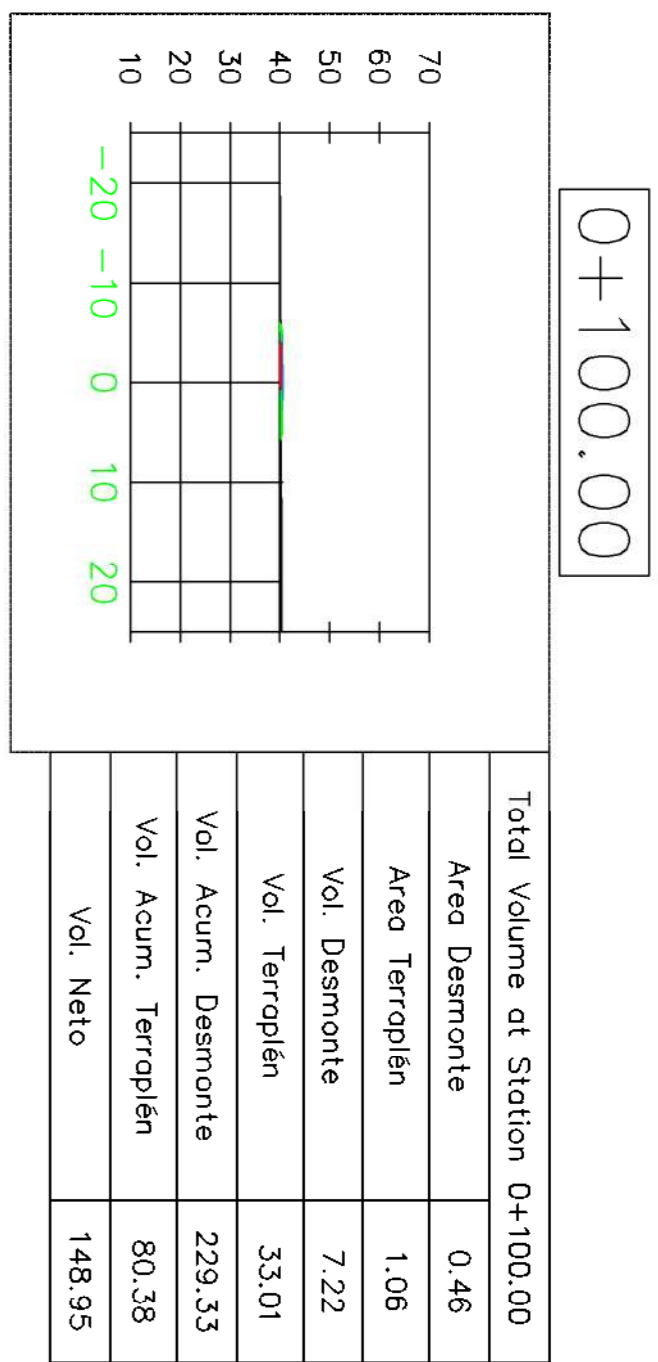 0+100.00
70
60
50
40
30
20
10
-20 -10 0 10 20
Total Volume at Station 0+100.00
Area Desmonte 0.46
Area Terraplén 1.06
Vol. Desmonte 7.22
Vol. Terraplén 33.01
Vol. Acum. Desmonte 229.33
Vol. Acum. Terraplén 80.38
Vol. Neto 148.95